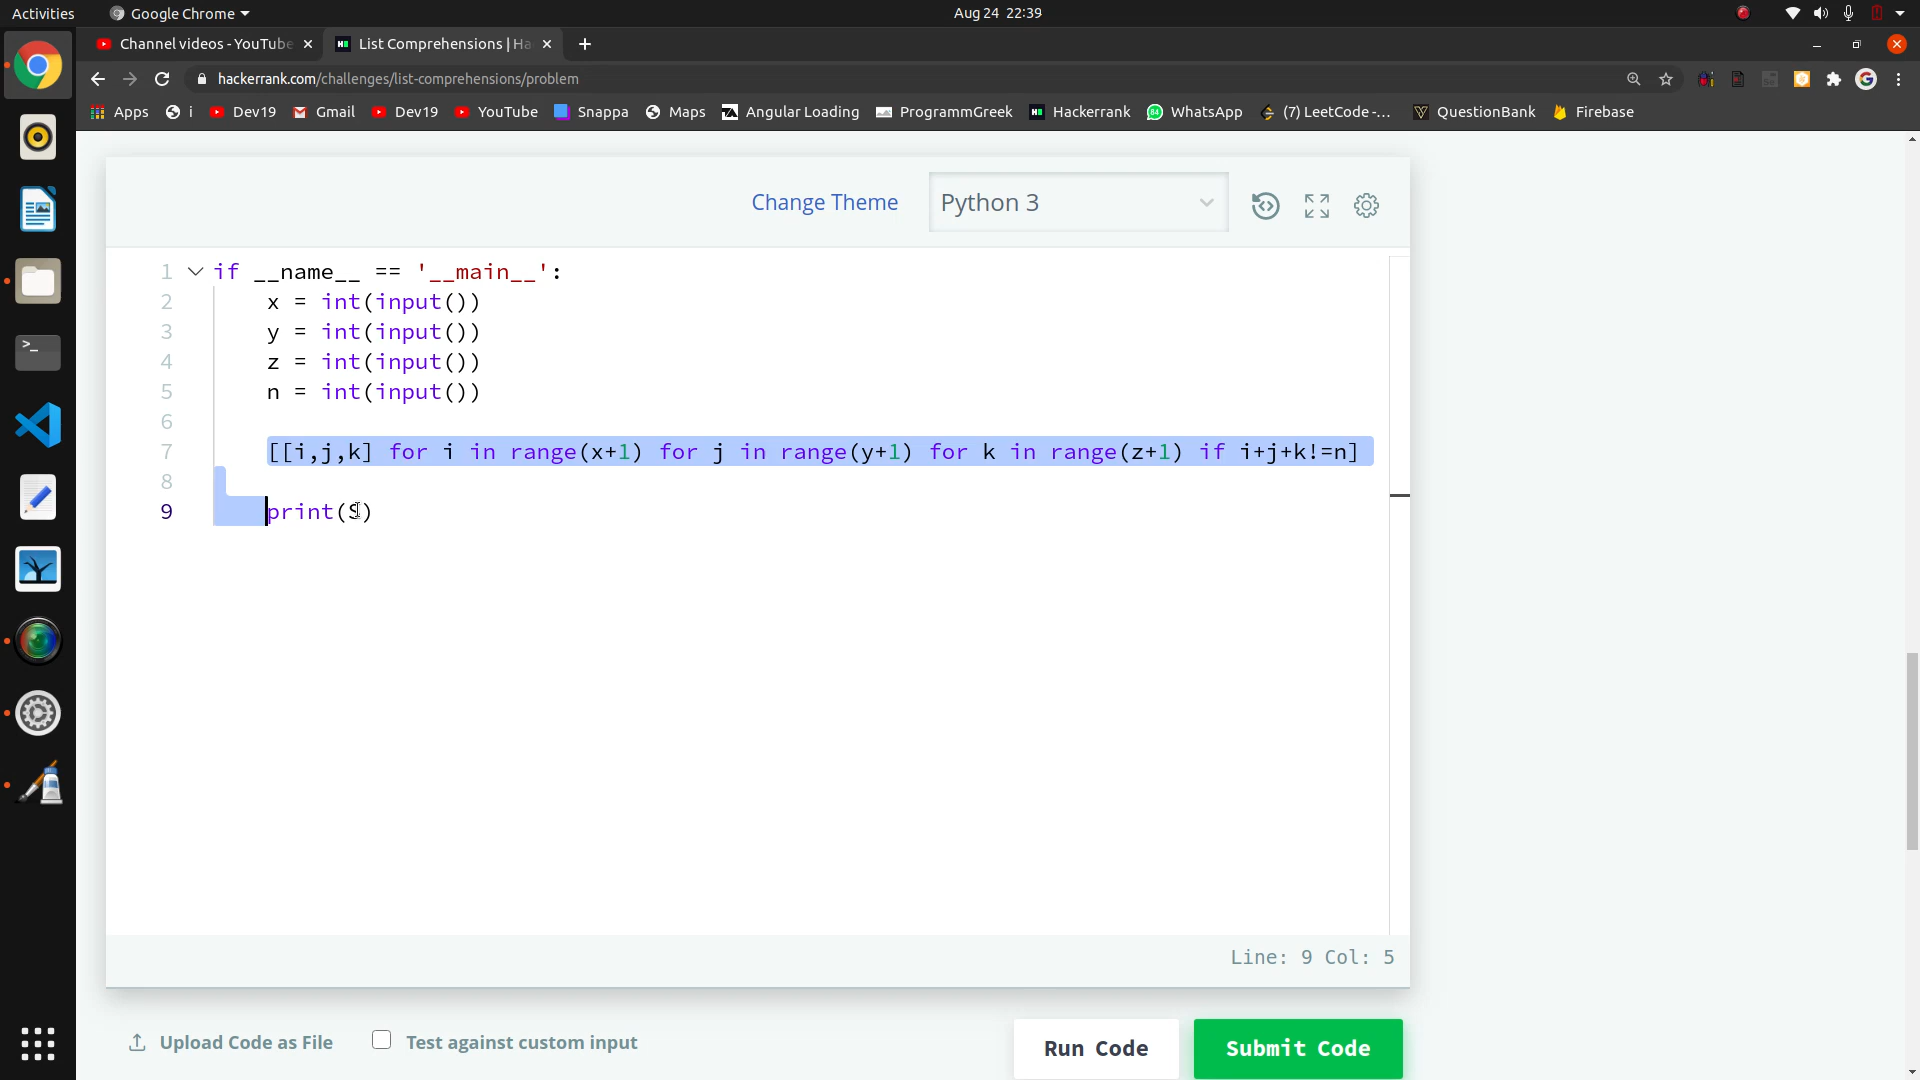 Activities Google Chrome Aug 24 22:39
Channel videos - YouTube List Comprehensions | Ha
hackerrank.com/challenges/list-comprehensions/problem
Apps i Dev19 Gmail Dev19 YouTube Snappa Maps Angular Loading ProgrammGreek Hackerrank WhatsApp (7) LeetCode -... QuestionBank Firebase
Change Theme Python 3
1 if __name__ == '__main__':
2 x = int(input())
3 y = int(input())
4 z = int(input())
5 n = int(input())
6
7 [[i,j,k] for i in range(x+1) for j in range(y+1) for k in range(z+1) if i+j+k!=n]
8
9 print(S)
Line: 9 Col: 5
Upload Code as File Test against custom input Run Code Submit Code